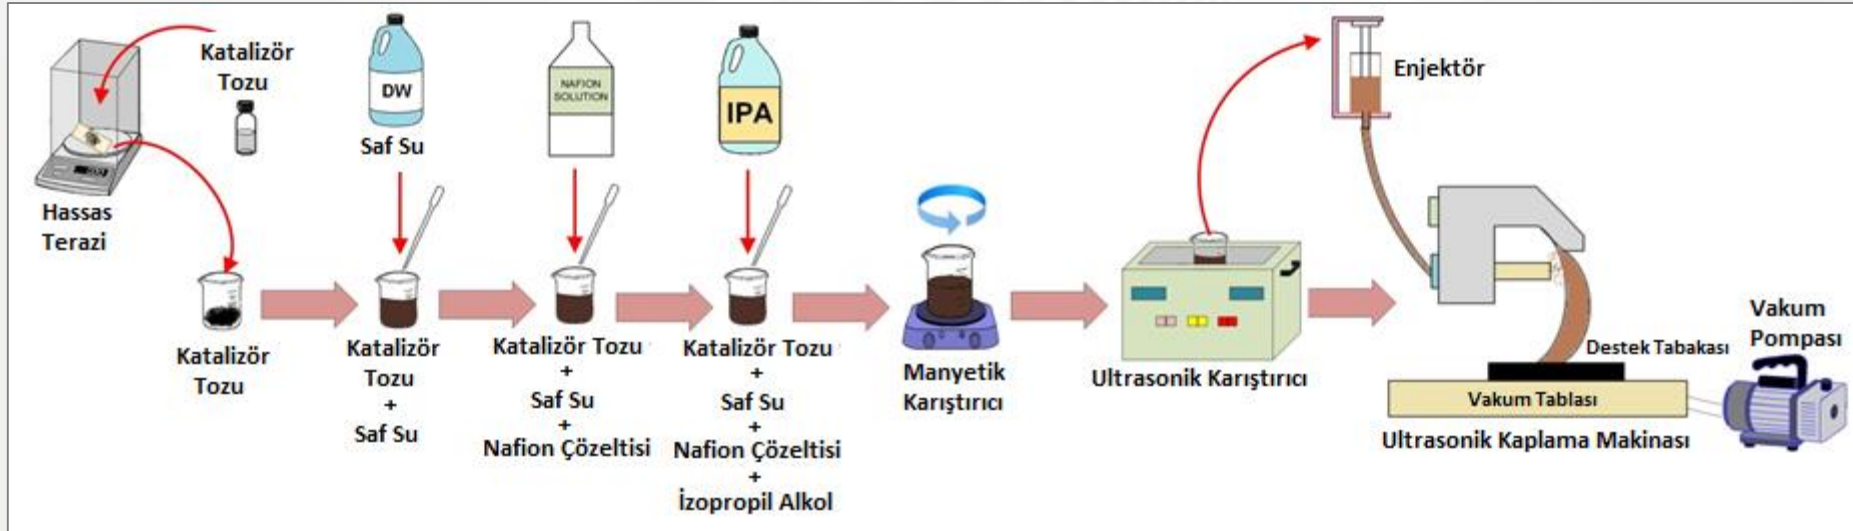 Katalizör
Tozu
Hassas
Terazi
DW
Saf Su
NAFION
SOLUTION
IPA
Enjektör
Katalizör
Tozu
Katalizör
Tozu
+
Saf Su
Katalizör Tozu
+
Saf Su
+
Nafion Çözeltisi
Katalizör Tozu
+
Saf Su
+
Nafion Çözeltisi
+
İzopropil Alkol
Manyetik
Karıştırıcı
Ultrasonik Karıştırıcı
Destek Tabakası
Vakum Tablası
Ultrasonik Kaplama Makinası
Vakum
Pompası